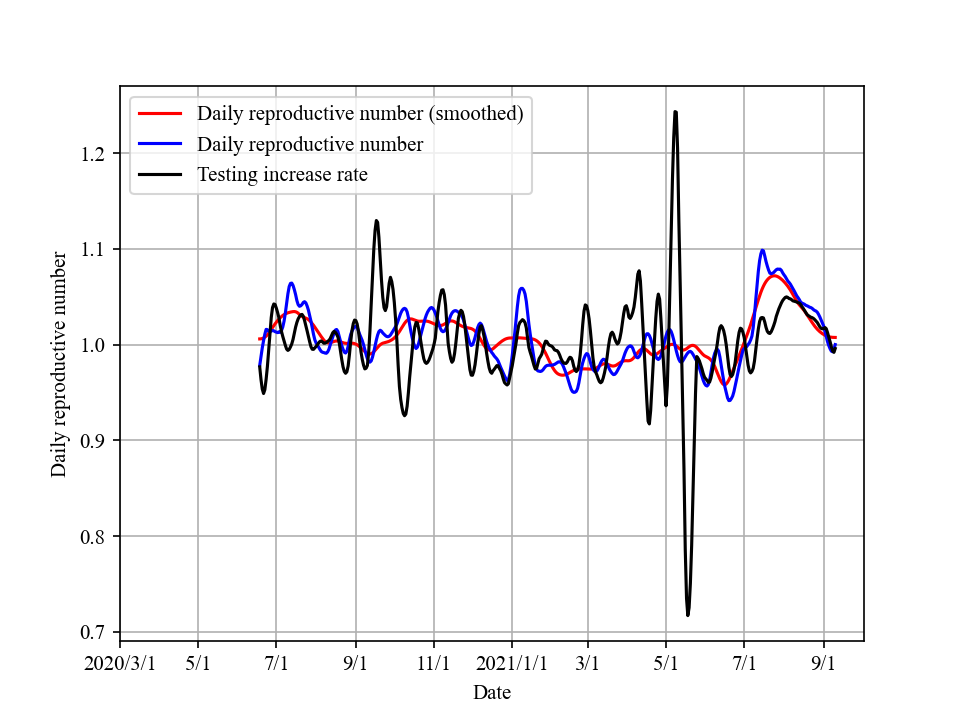 Daily reproductive number (smoothed)
Daily reproductive number
Testing increase rate
Daily reproductive number
1.2
1.1
1.0
0.9
0.8
0.7
2020/3/1 5/1 7/1 9/1 11/1 2021/1/1 3/1 5/1 7/1 9/1
Date